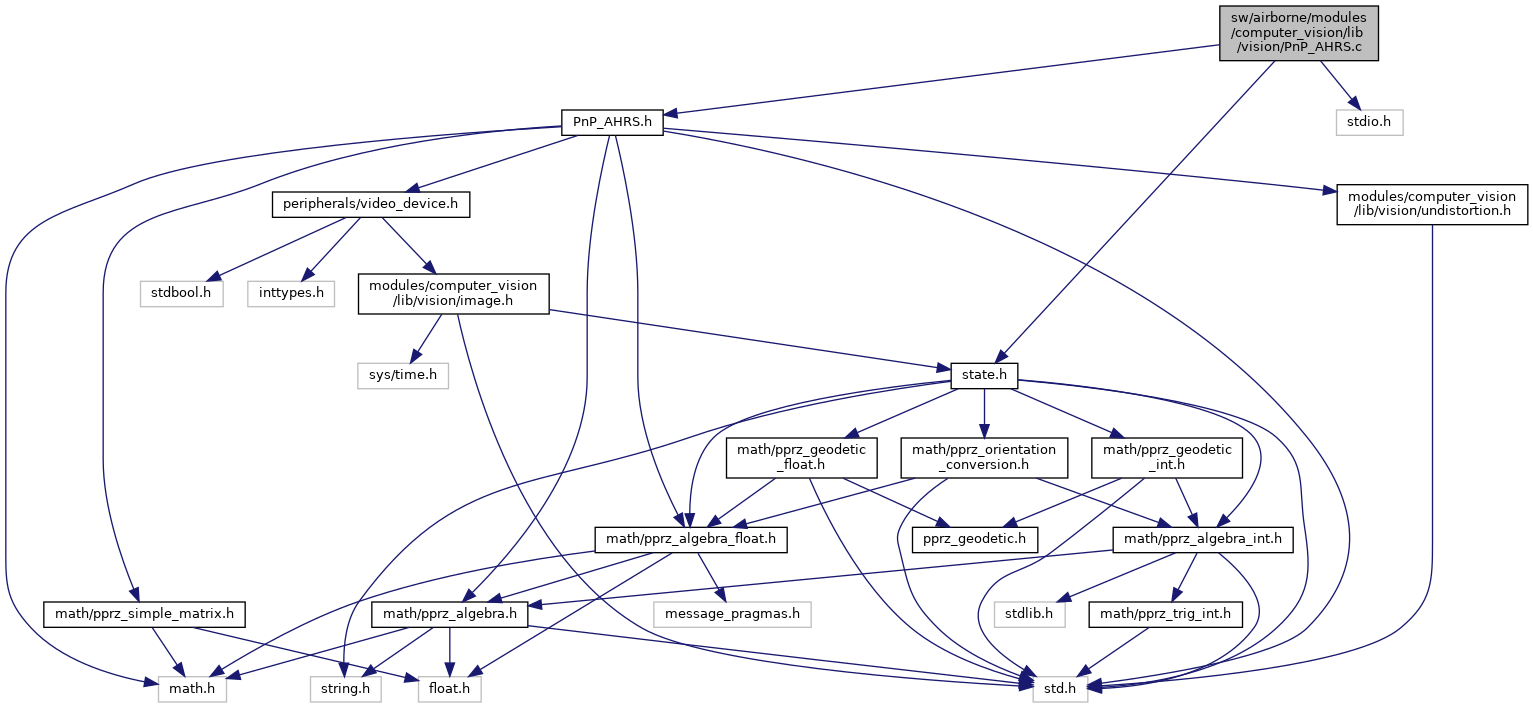 sw/airborne/modules
/computer_vision/lib
/vision/PnP_AHRS.c
PnP_AHRS.h
stdio.h
peripherals/video_device.h
modules/computer_vision
/lib/vision/undistortion.h
stdbool.h
inttypes.h
modules/computer_vision
/lib/vision/image.h
sys/time.h
state.h
math/pprz_geodetic
_float.h
math/pprz_orientation
_conversion.h
math/pprz_geodetic
_int.h
math/pprz_algebra_float.h
pprz_geodetic.h
math/pprz_algebra_int.h
math/pprz_simple_matrix.h
math/pprz_algebra.h
message_pragmas.h
stdlib.h
math/pprz_trig_int.h
math.h
string.h
float.h
std.h